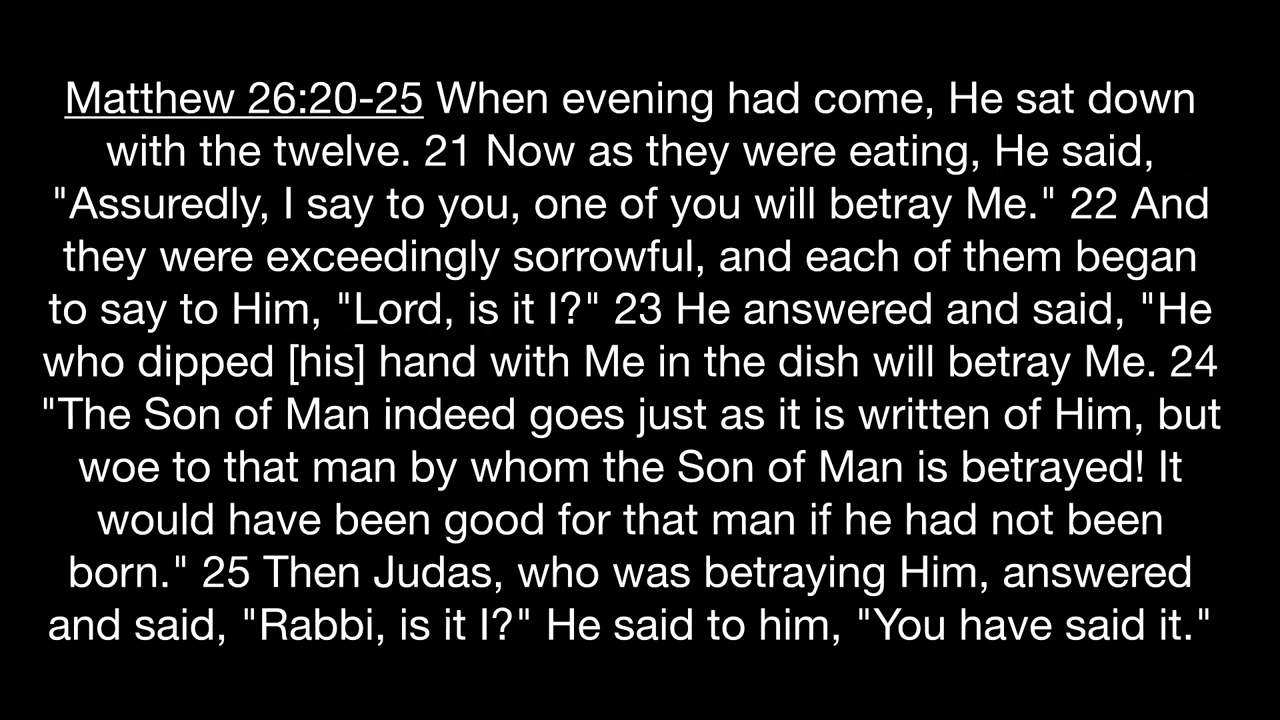 Matthew 26:20-25 When evening had come, He sat down
with the twelve. 21 Now as they were eating, He said,
"Assuredly, I say to you, one of you will betray Me." 22 And
they were exceedingly sorrowful, and each of them began
to say to Him, "Lord, is it I?" 23 He answered and said, "He
who dipped [his] hand with Me in the dish will betray Me. 24
"The Son of Man indeed goes just as it is written of Him, but
woe to that man by whom the Son of Man is betrayed! It
would have been good for that man if he had not been
born." 25 Then Judas, who was betraying Him, answered
and said, "Rabbi, is it I?" He said to him, "You have said it."